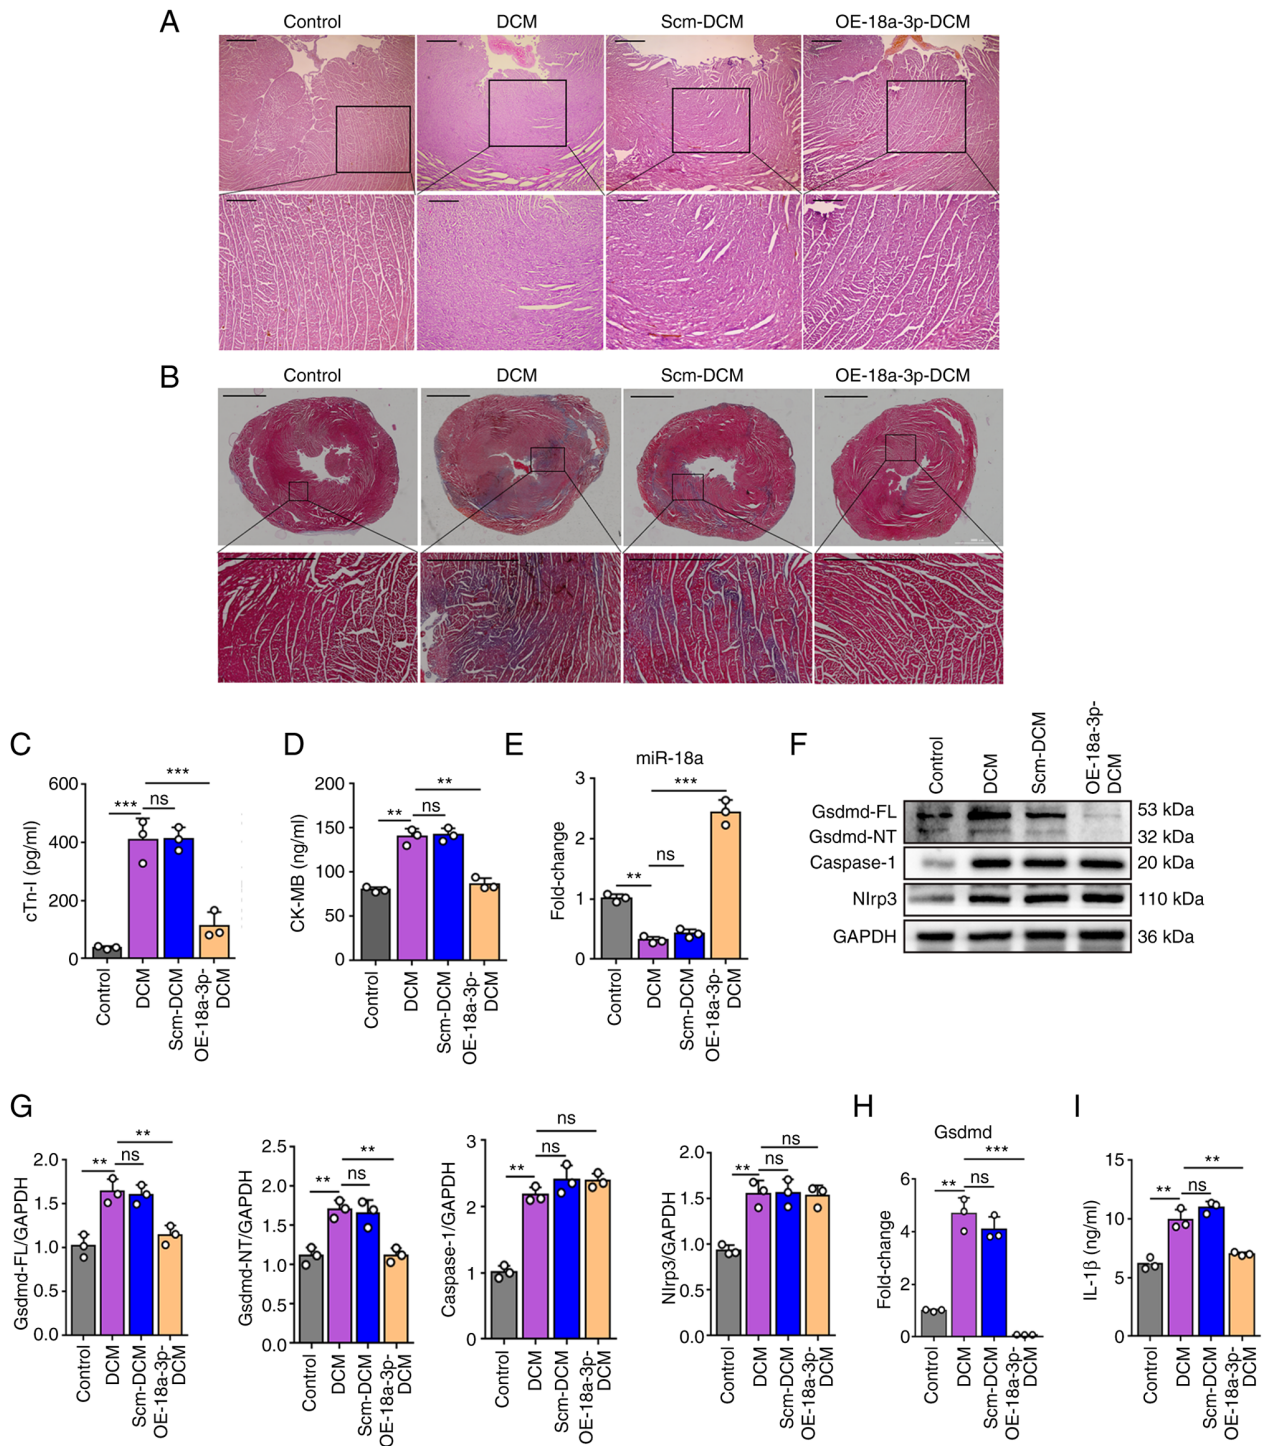 A
Control
DCM
Scm-DCM
OE-18a-3p-DCM
B
Control
DCM
Scm-DCM
OE-18a-3p-DCM
C
cTn-I (pg/ml)
600
400
200
0
***
ns
***
Control
DCM
Scm-DCM
OE-18a-3p-
DCM
D
CK-MB (ng/ml)
200
150
100
50
0
**
ns
**
Control
DCM
Scm-DCM
OE-18a-3p-
DCM
E
miR-18a
Fold-change
3
2
1
0
**
ns
***
Control
DCM
Scm-DCM
OE-18a-3p-
DCM
F
Control
DCM
Scm-DCM
OE-18a-3p-
DCM
Gsdmd-FL 53 kDa
Gsdmd-NT 32 kDa
Caspase-1 20 kDa
Nlrp3 110 kDa
GAPDH 36 kDa
G
Gsdmd-FL/GAPDH
2.0
1.5
1.0
0.5
0.0
**
ns
**
Control
DCM
Scm-DCM
OE-18a-3p-
DCM
Gsdmd-NT/GAPDH
2.5
2.0
1.5
1.0
0.5
0.0
**
ns
**
Control
DCM
Scm-DCM
OE-18a-3p-
DCM
Caspase-1/GAPDH
3
2
1
0
**
ns
ns
Control
DCM
Scm-DCM
OE-18a-3p-
DCM
Nlrp3/GAPDH
2.0
1.5
1.0
0.5
0.0
**
ns
ns
Control
DCM
Scm-DCM
OE-18a-3p-
DCM
H
Gsdmd
Fold-change
6
4
2
0
**
ns
***
Control
DCM
Scm-DCM
OE-18a-3p-
DCM
I
IL-1β (ng/ml)
15
10
5
0
**
ns
**
Control
DCM
Scm-DCM
OE-18a-3p-
DCM